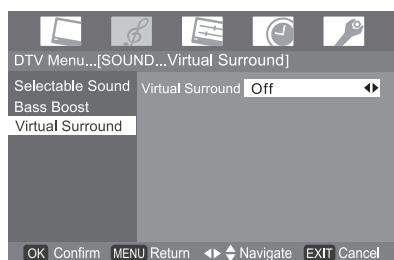 DTV Menu...[SOUND...Virtual Surround]
Selectable Sound
Virtual Surround Off
Bass Boost
Virtual Surround
OK Confirm MENU Return Navigate EXIT Cancel